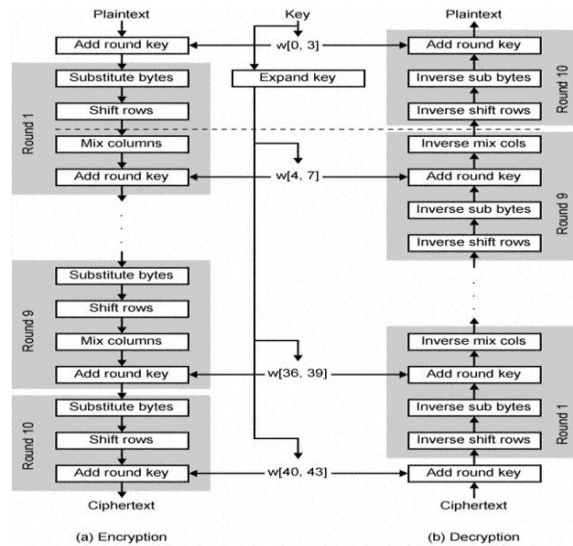 Plaintext
Key
Plaintext
Add round key
w[0, 3]
Add round key
Substitute bytes
Expand key
Inverse sub bytes
Shift rows
Inverse shift rows
Round 1
Round 10
Mix columns
Inverse mix cols
Add round key
w[4, 7]
Add round key
Inverse sub bytes
Inverse shift rows
Round 9
Substitute bytes
Shift rows
Mix columns
Inverse mix cols
Round 9
Add round key
w[36, 39]
Add round key
Substitute bytes
Inverse sub bytes
Shift rows
Inverse shift rows
Round 10
Round 1
Add round key
w[40, 43]
Add round key
Ciphertext
Ciphertext
(a) Encryption
(b) Decryption